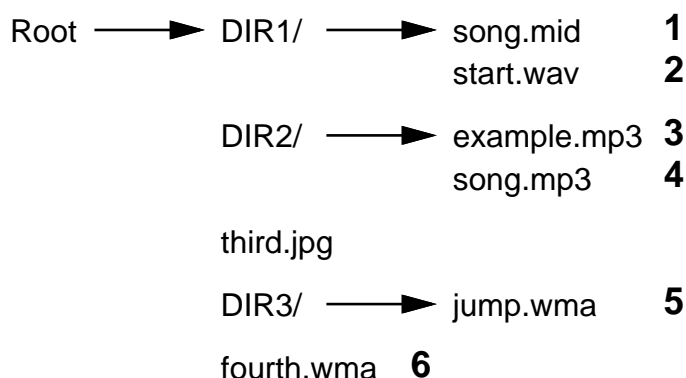 Root DIR1/ song.mid 1
start.wav 2
DIR2/ example.mp3 3
song.mp3 4
third.jpg
DIR3/ jump.wma 5
fourth.wma 6